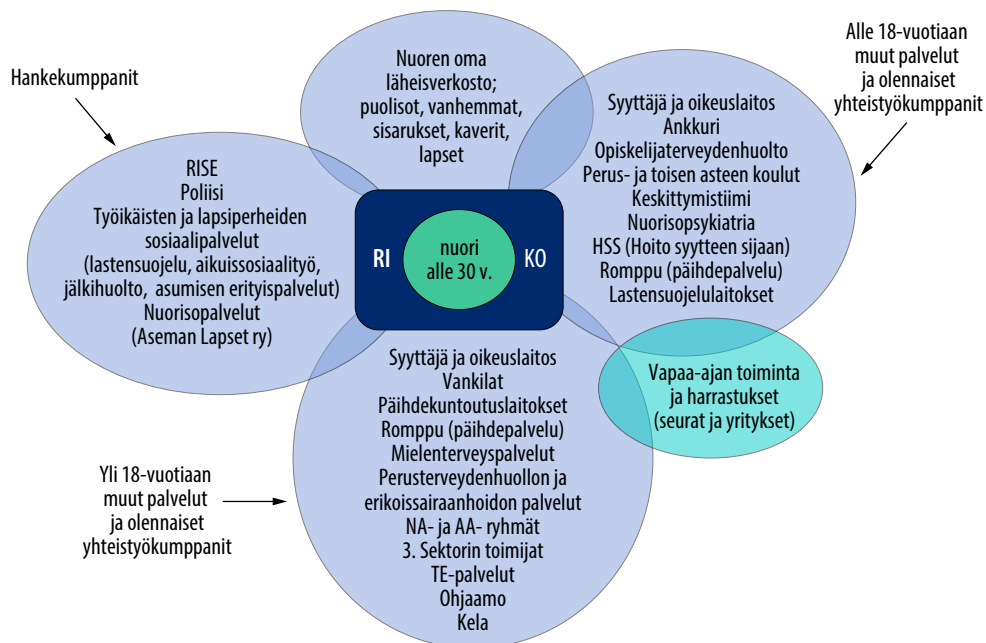 Hankekumppanit
Nuoren oma
läheisverkosto;
puolisot, vanhemmat,
sisarukset, kaverit,
lapset
Alle 18-vuotiaan
muut palvelut
ja olennaiset
yhteistyökumppanit
RISE
Poliisi
Työikäisten ja lapsiperheiden
sosiaalipalvelut
(lastensuojelu, aikuissosiaalityö,
jälkihuolto, asumisen erityispalvelut)
Nuorisopalvelut
(Aseman Lapset ry)
RI
nuori
alle 30 v.
KO
Syyttäjä ja oikeuslaitos
Ankkuri
Opiskelijaterveydenhuolto
Perus- ja toisen asteen koulut
Keskittymistiimi
Nuorisopsykiatria
HSS (Hoito syytteen sijaan)
Romppu (päihdepalvelu)
Lastensuojelulaitokset
Vapaa-ajan toiminta
ja harrastukset
(seurat ja yritykset)
Syyttäjä ja oikeuslaitos
Vankilat
Päihdekuntoutuslaitokset
Romppu (päihdepalvelu)
Mielenterveyspalvelut
Perusterveydenhuollon ja
erikoissairaanhoidon palvelut
NA- ja AA- ryhmät
3. Sektorin toimijat
TE-palvelut
Ohjaamo
Kela
Yli 18-vuotiaan
muut palvelut
ja olennaiset
yhteistyökumppanit